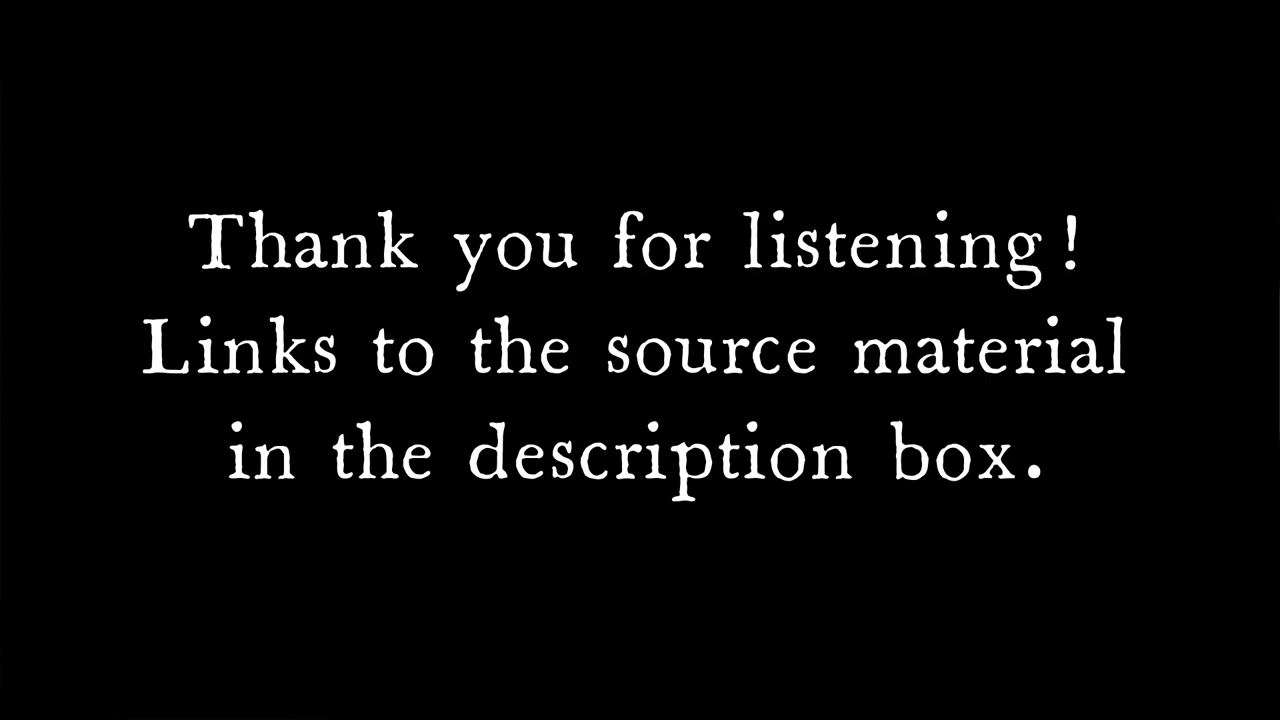 Thank you for listening!
Links to the source material
in the description box.